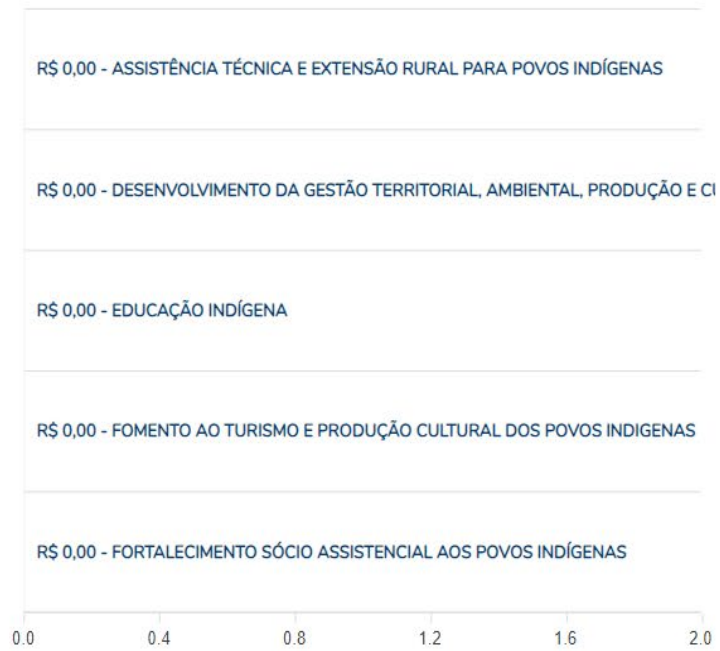 R$ 0,00 - ASSISTÊNCIA TÉCNICA E EXTENSÃO RURAL PARA POVOS INDÍGENAS
R$ 0,00 - DESENVOLVIMENTO DA GESTÃO TERRITORIAL, AMBIENTAL, PRODUÇÃO E
R$ 0,00 - EDUCAÇÃO INDÍGENA
R$ 0,00 - FOMENTO AO TURISMO E PRODUÇÃO CULTURAL DOS POVOS INDIGENAS
R$ 0,00 - FORTALECIMENTO SÓCIO ASSISTENCIAL AOS POVOS INDÍGENAS
0.0 0.4 0.8 1.2 1.6 2.0